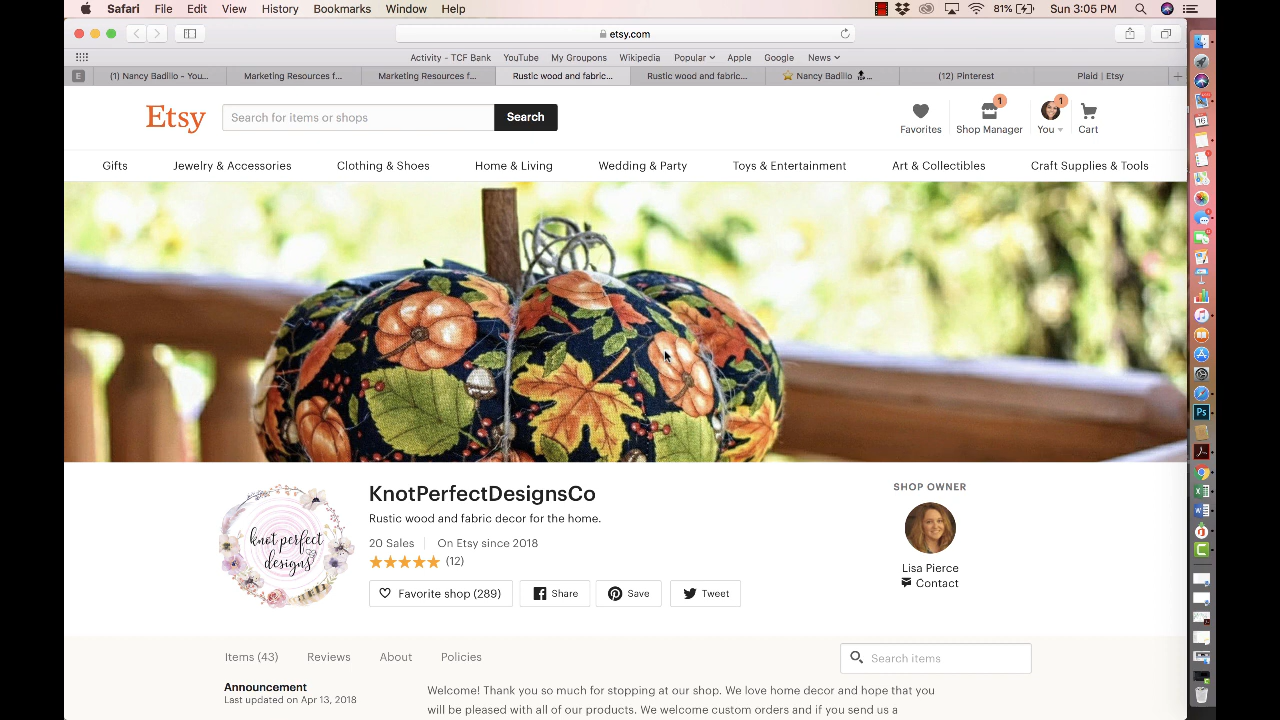 Safari File Edit View History Bookmarks Window Help
81% Sun 3:05 PM
etsy.com
Activity - TCF Bank YouTube My Groups Wikipedia Popular Apple Google News
E (1) Nancy Badillo - You... Marketing Resources f... Marketing Resources f... Rustic wood and fabric... Rustic wood and fabric... Nancy Badillo (12) Pinterest Plaid | Etsy
Etsy
Search for items or shops
Search
1 1
Favorites Shop Manager You Cart
Gifts Jewelry & Accessories Clothing & Shoes Home & Living Wedding & Party Toys & Entertainment Art & Collectibles Craft Supplies & Tools
knot perfect
designs
KnotPerfectDesignsCo
Rustic wood and fabric decor for the home.
20 Sales On Etsy since 2018
(12)
Favorite shop (289) Share Save Tweet
SHOP OWNER
Lisa Pierce
Contact
Items (43) Reviews About Policies
Search items
Announcement
Last updated on Apr 12, 2018
Welcome! Thank you so much for stopping at our shop. We love home decor and hope that you
will be pleased with all of our products. We welcome custom orders and if you send us a
16
Ps